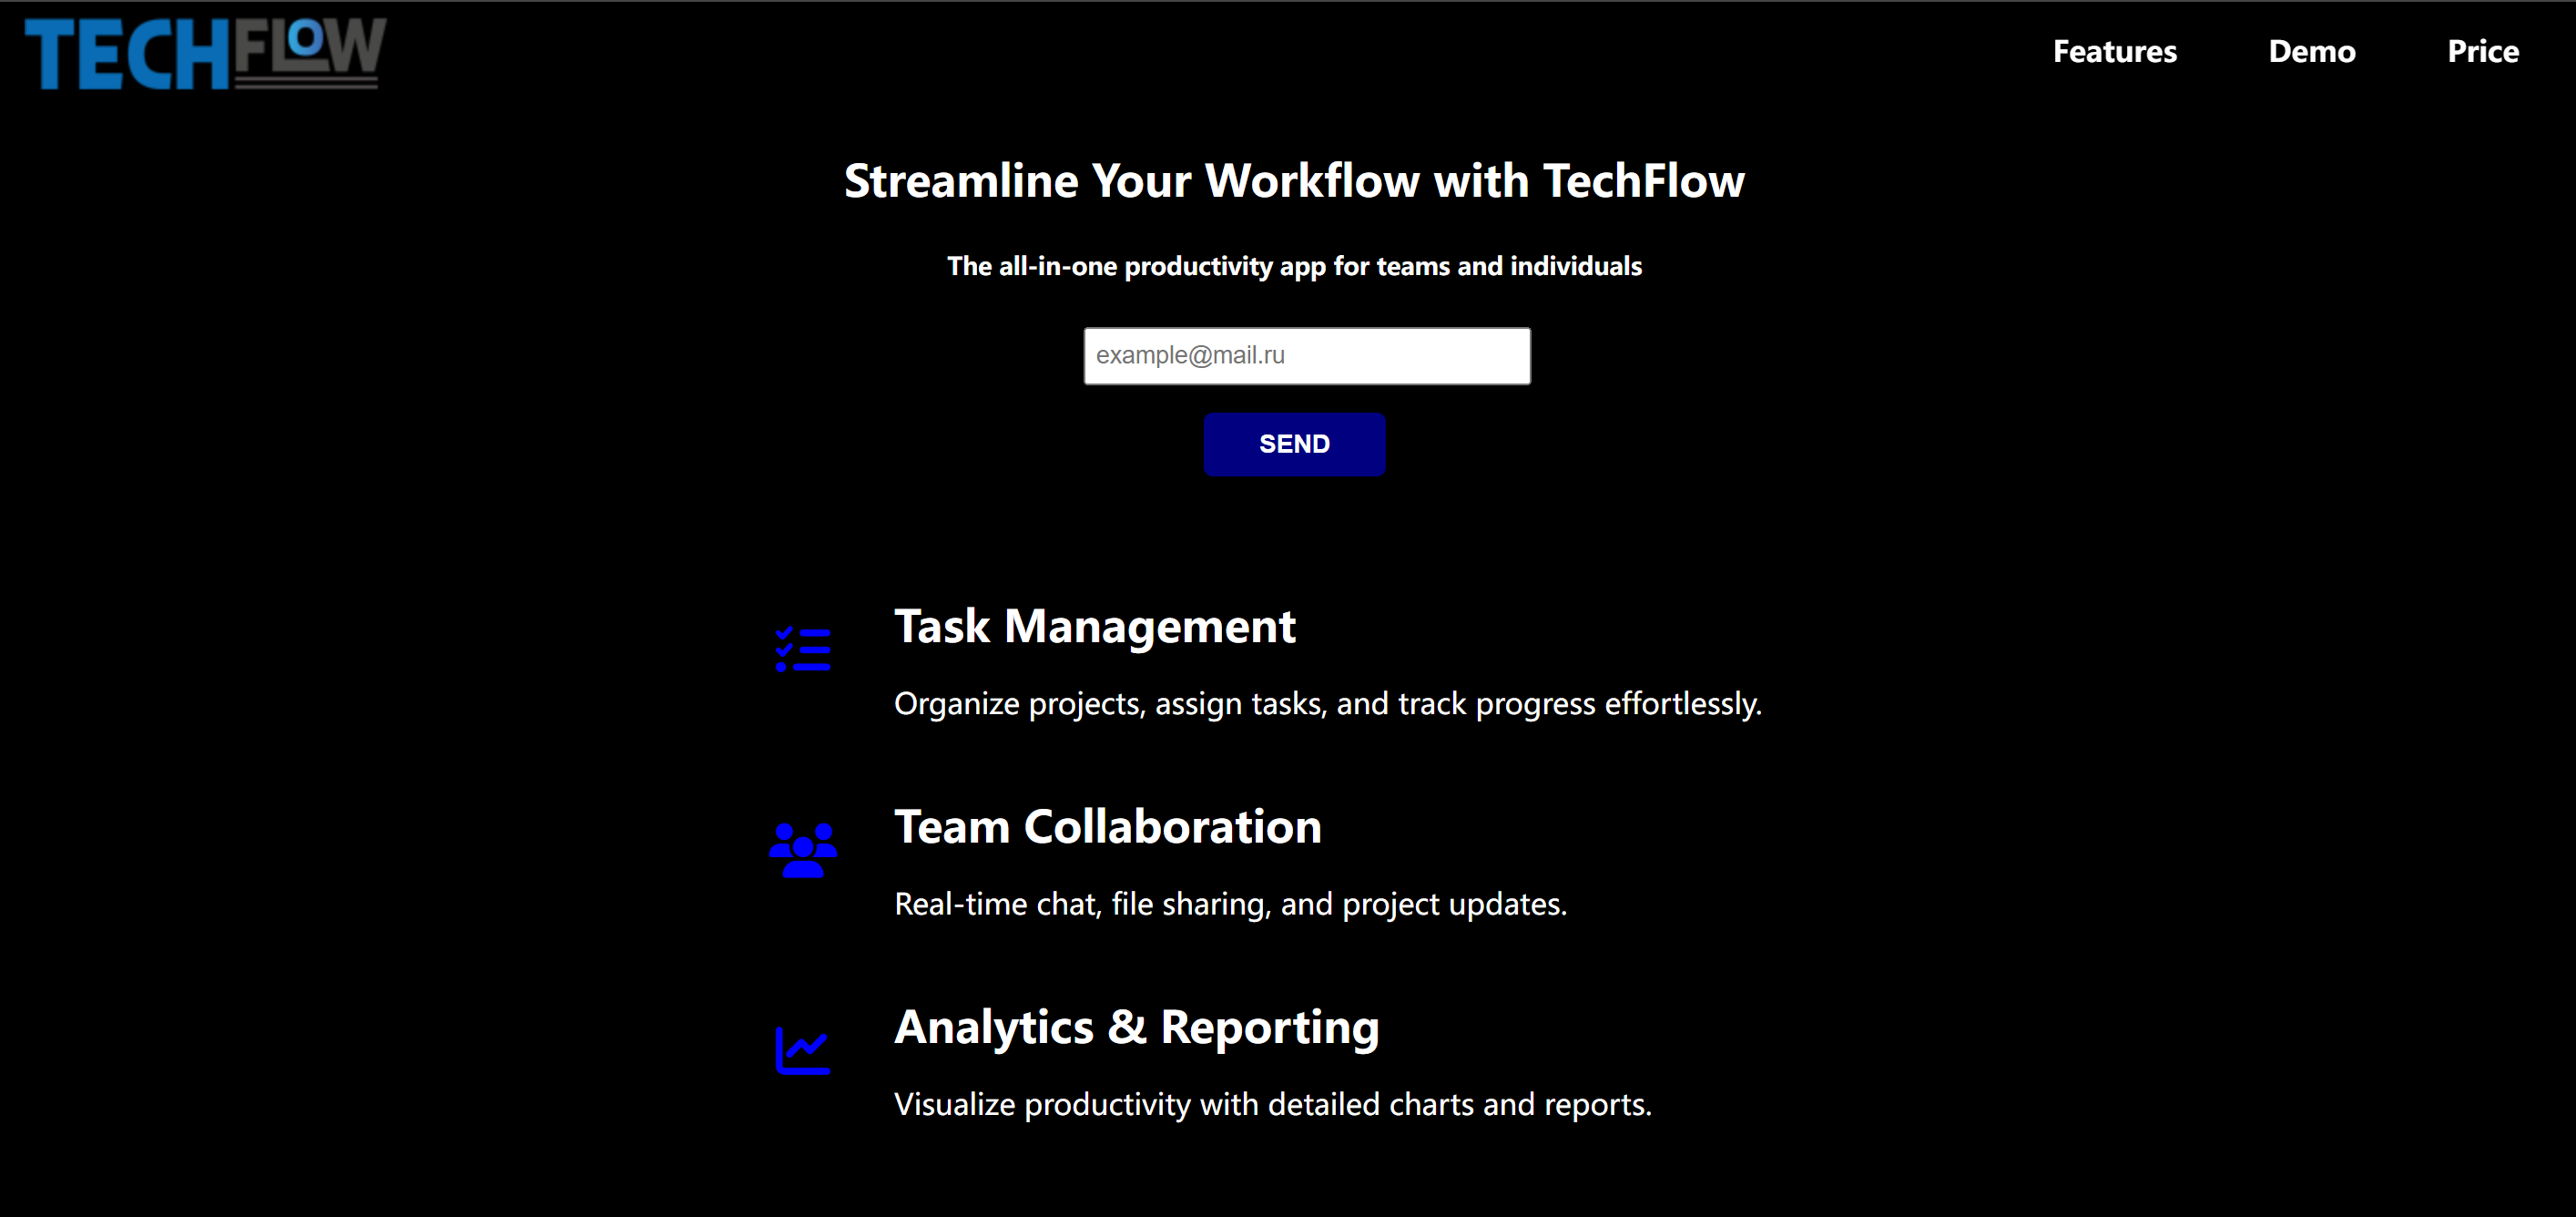 TECHFLOW
Features Demo Price
Streamline Your Workflow with TechFlow
The all-in-one productivity app for teams and individuals
example@mail.ru
SEND
Task Management
Organize projects, assign tasks, and track progress effortlessly.
Team Collaboration
Real-time chat, file sharing, and project updates.
Analytics & Reporting
Visualize productivity with detailed charts and reports.